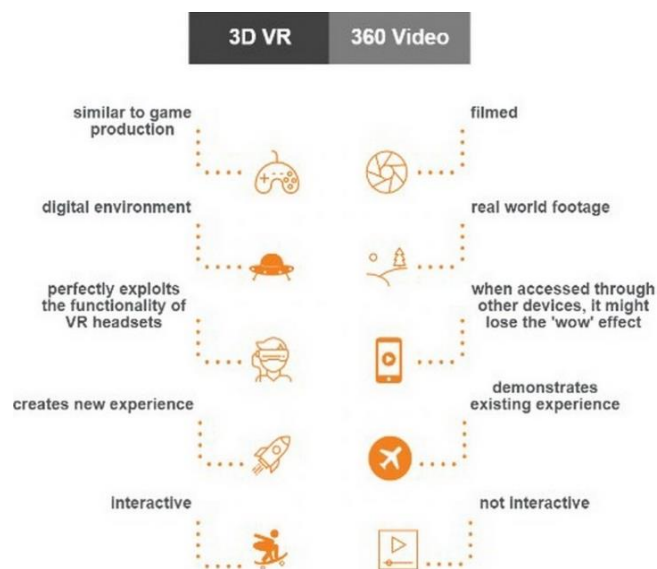 3D VR
360 Video
similar to game
production
filmed
digital environment
real world footage
perfectly exploits
the functionality of
VR headsets
when accessed through
other devices, it might
lose the 'wow' effect
creates new experience
demonstrates
existing experience
interactive
not interactive